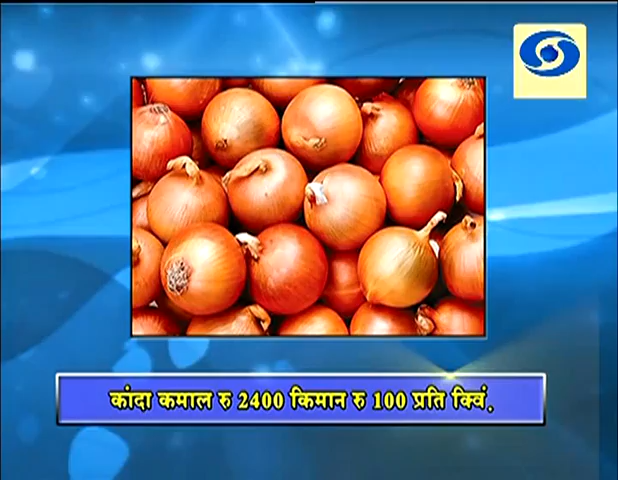 कांदा कमाल रु 2400 किमान रु 100 प्रति क्विं.